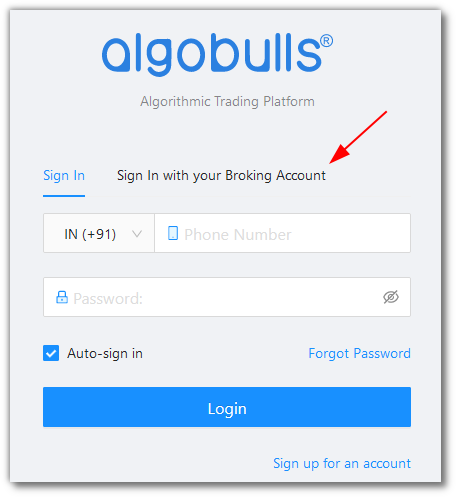 algobulls®
Algorithmic Trading Platform
Sign In Sign In with your Broking Account
IN (+91) Phone Number
Password:
Auto-sign in Forgot Password
Login
Sign up for an account